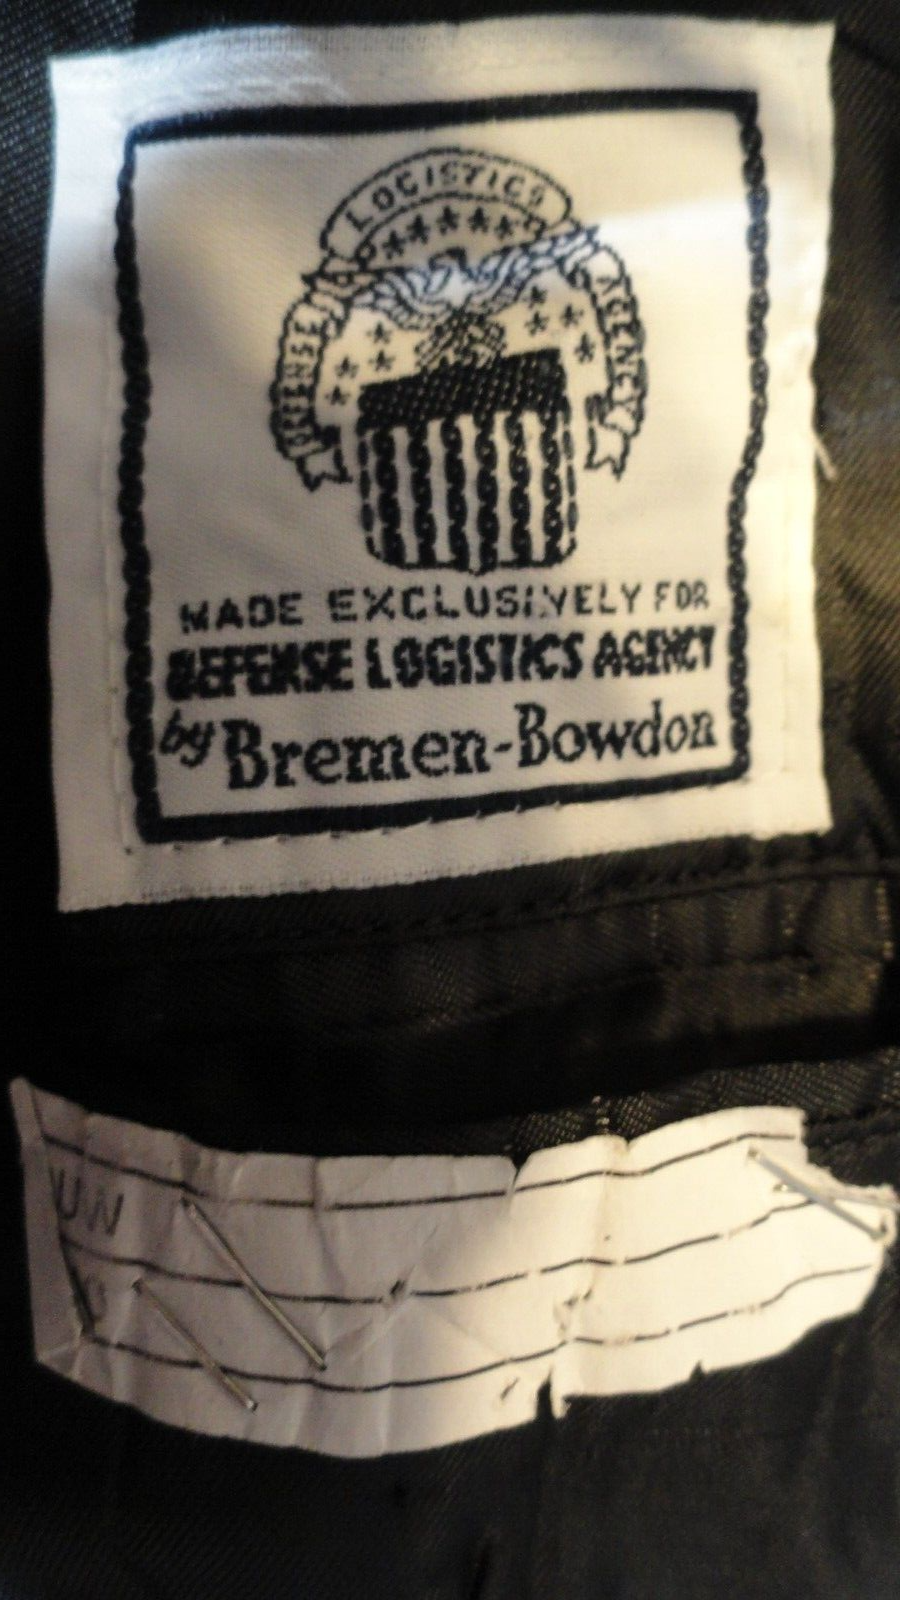 DEFENSE LOGISTICS AGENCY
MADE EXCLUSIVELY FOR
DEFENSE LOGISTICS AGENCY
by Bremen-Bowdon